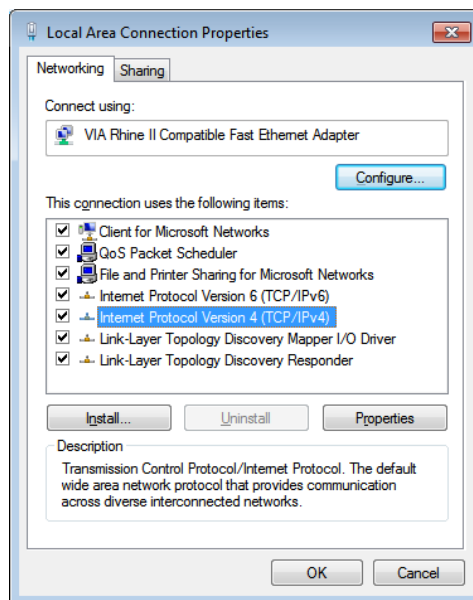 Local Area Connection Properties
Networking
Sharing
Connect using:
VIA Rhine II Compatible Fast Ethernet Adapter
Configure...
This connection uses the following items:
Client for Microsoft Networks
QoS Packet Scheduler
File and Printer Sharing for Microsoft Networks
Internet Protocol Version 6 (TCP/IPv6)
Internet Protocol Version 4 (TCP/IPv4)
Link-Layer Topology Discovery Mapper I/O Driver
Link-Layer Topology Discovery Responder
Install...
Uninstall
Properties
Description
Transmission Control Protocol/Internet Protocol. The default
wide area network protocol that provides communication
across diverse interconnected networks.
OK
Cancel